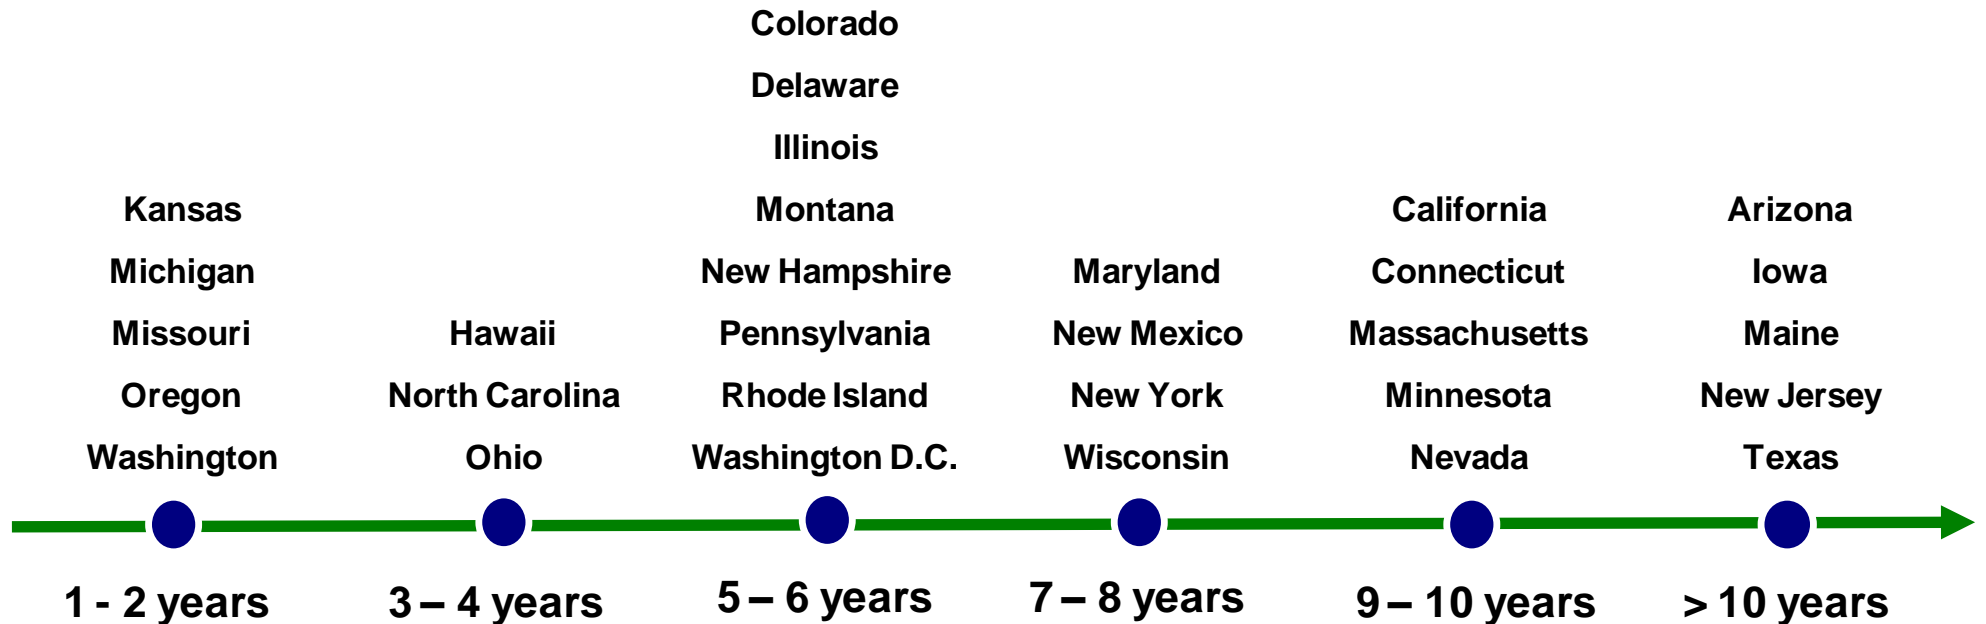 Colorado
Delaware
Illinois
Kansas Montana California Arizona
Michigan New Hampshire Maryland Connecticut Iowa
Missouri Hawaii Pennsylvania New Mexico Massachusetts Maine
Oregon North Carolina Rhode Island New York Minnesota New Jersey
Washington Ohio Washington D.C. Wisconsin Nevada Texas
1 - 2 years 3 – 4 years 5 – 6 years 7 – 8 years 9 – 10 years > 10 years